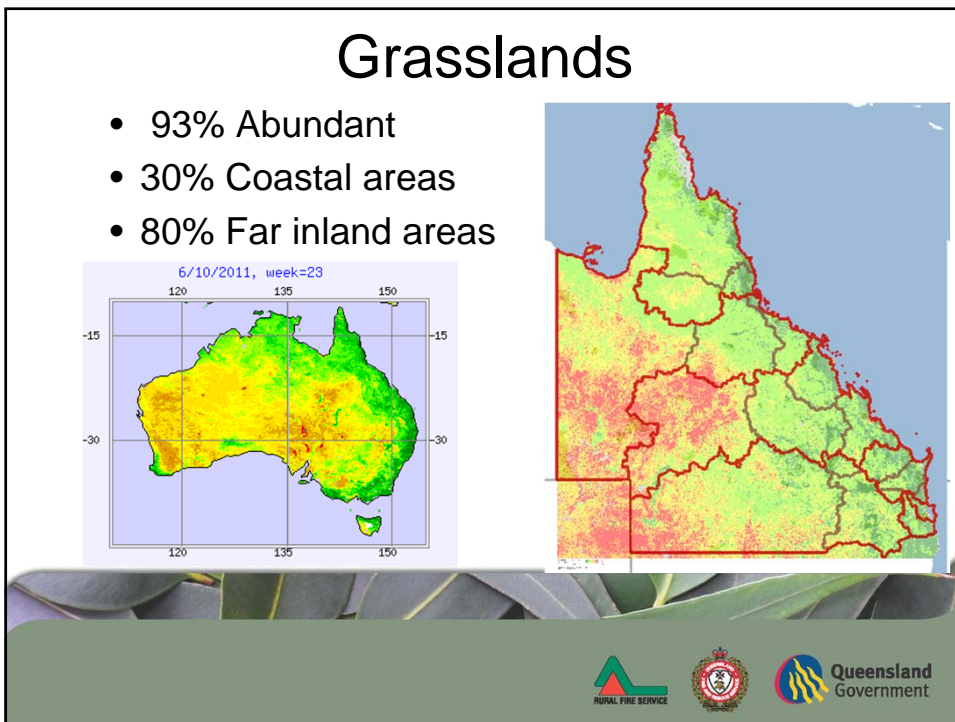 Grasslands
• 93% Abundant
• 30% Coastal areas
• 80% Far inland areas
6/10/2011, week=23
120 135 150
-15 -15
-30 -30
120 135 150
RURAL FIRE SERVICE
Queensland
Government